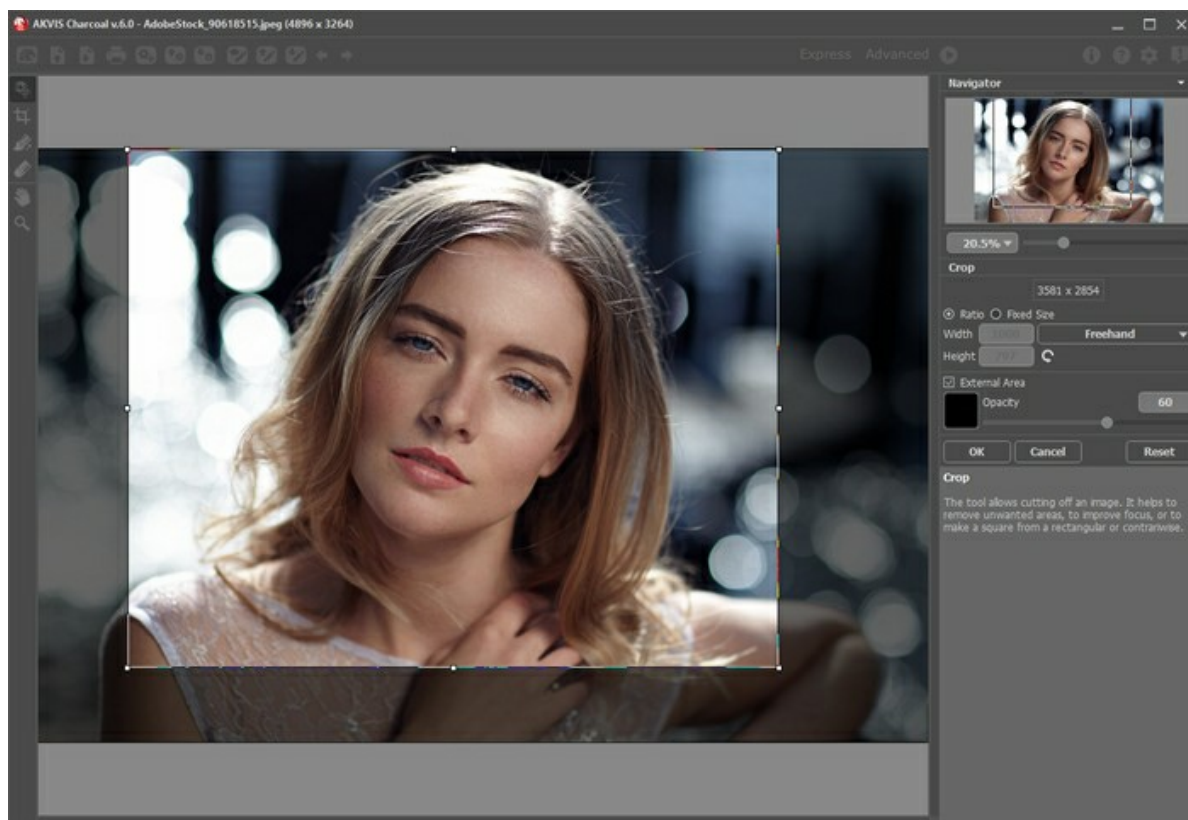 AKVIS Charcoal v.6.0 - AdobeStock_90618515.jpeg (4896 x 3264)
Express Advanced
Navigator
20.5%
Crop
3581 x 2854
Ratio Fixed Size
Width Freehand
Height
External Area
Opacity 60
OK Cancel Reset
Crop
The tool allows cutting off an image. It helps to
remove unwanted areas, to improve focus, or to
make a square from a rectangular or contrariwise.